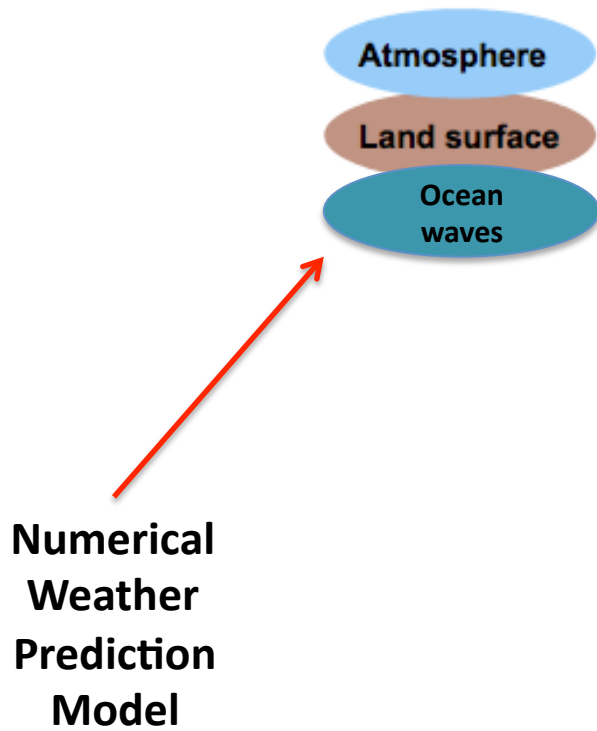 Atmosphere
Land surface
Ocean
waves
Numerical
Weather
Prediction
Model